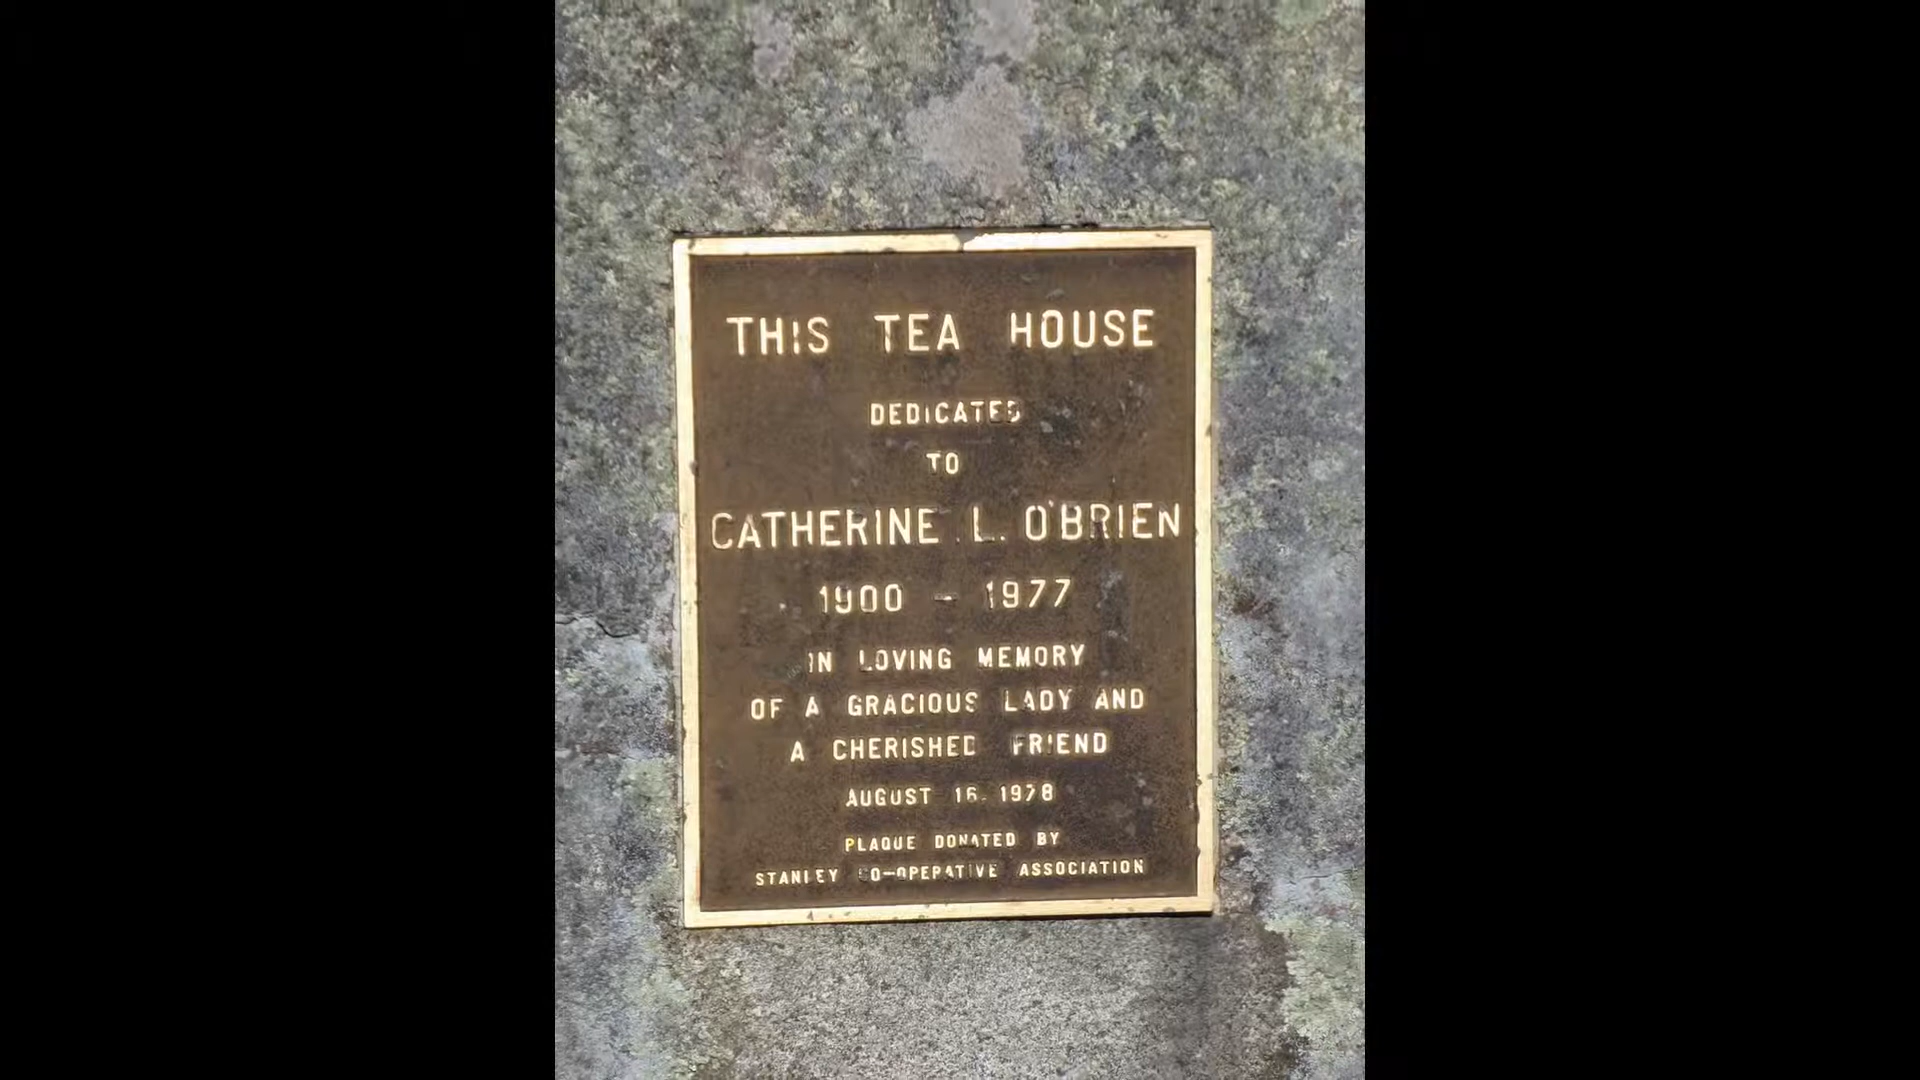 THIS TEA HOUSE
DEDICATED
TO
CATHERINE L. O'BRIEN
1900 - 1977
IN LOVING MEMORY
OF A GRACIOUS LADY AND
A CHERISHED FRIEND
AUGUST 16, 1978
PLAQUE DONATED BY
STANLEY CO-OPERATIVE ASSOCIATION